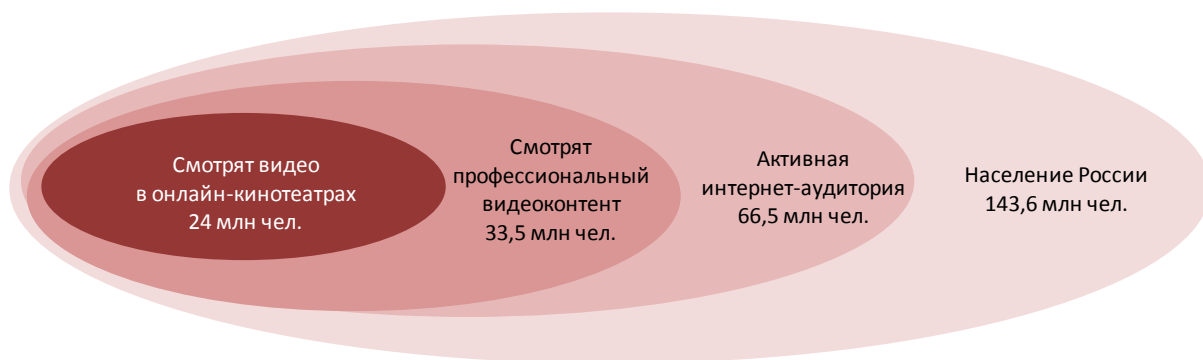 Смотрят видео
в онлайн-кинотеатрах
24 млн чел.
Смотрят
профессиональный
видеоконтент
33,5 млн чел.
Активная
интернет-аудитория
66,5 млн чел.
Население России
143,6 млн чел.